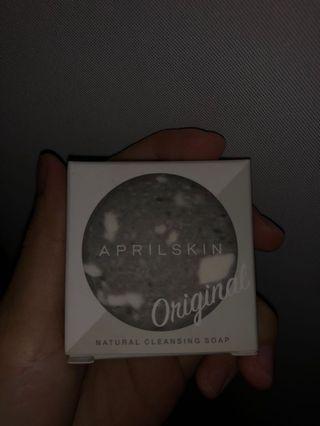 APRILSKIN
Original
NATURAL CLEANSING SOAP